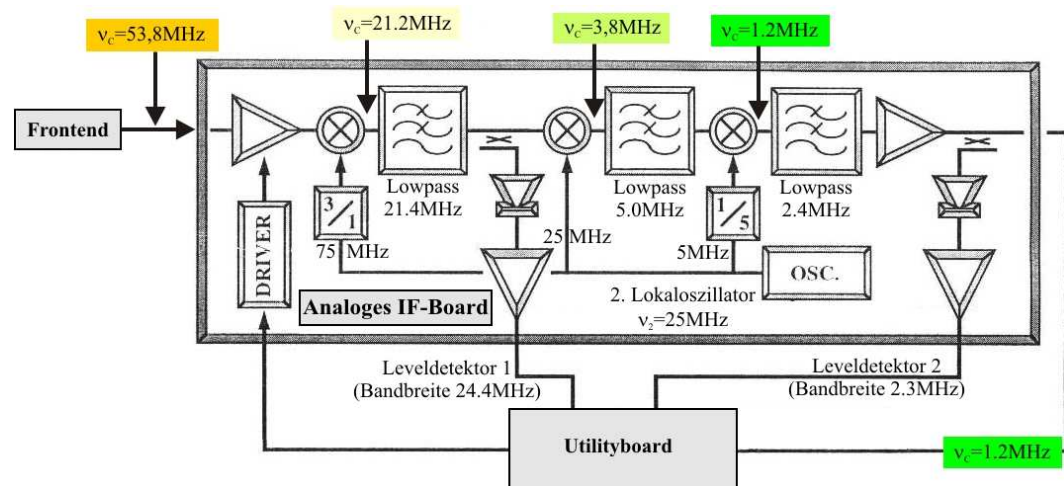 νc=53,8MHz
νc=21.2MHz
νc=3,8MHz
νc=1.2MHz
Frontend
Lowpass
21.4MHz
Lowpass
5.0MHz
Lowpass
2.4MHz
3/1
1/5
75 MHz
25 MHz
5MHz
DRIVER
OSC.
Analoges IF-Board
2. Lokaloszillator
ν2=25MHz
Leveldetektor 1
(Bandbreite 24.4MHz)
Leveldetektor 2
(Bandbreite 2.3MHz)
Utilityboard
νc=1.2MHz